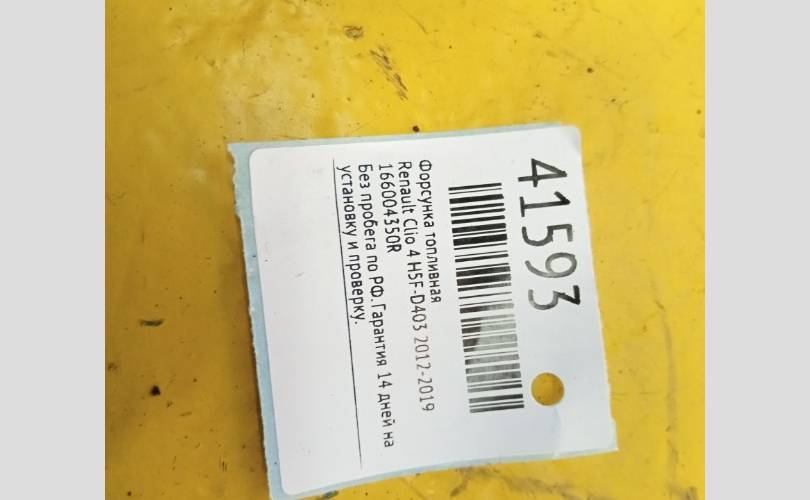 41593
Форсунка топливная
Renault Clio 4 H5F-D403 2012-2019
166004350R
Без пробега по РФ.Гарантия 14 дней на
установку и проверку.